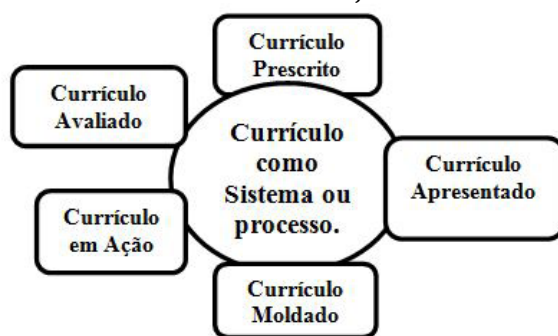 Currículo
Prescrito
Currículo
Avaliado
Currículo
como
Sistema ou
processo.
Currículo
Apresentado
Currículo
em Ação
Currículo
Moldado